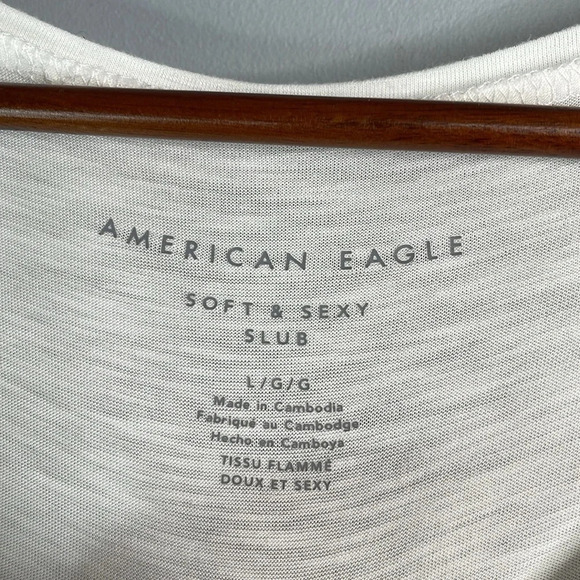 AMERICAN EAGLE
SOFT & SEXY
SLUB
L/G/G
Made in Cambodia
Fabriqué au Cambodge
Hecho en Camboya
TISSU FLAMMÉ
DOUX ET SEXY